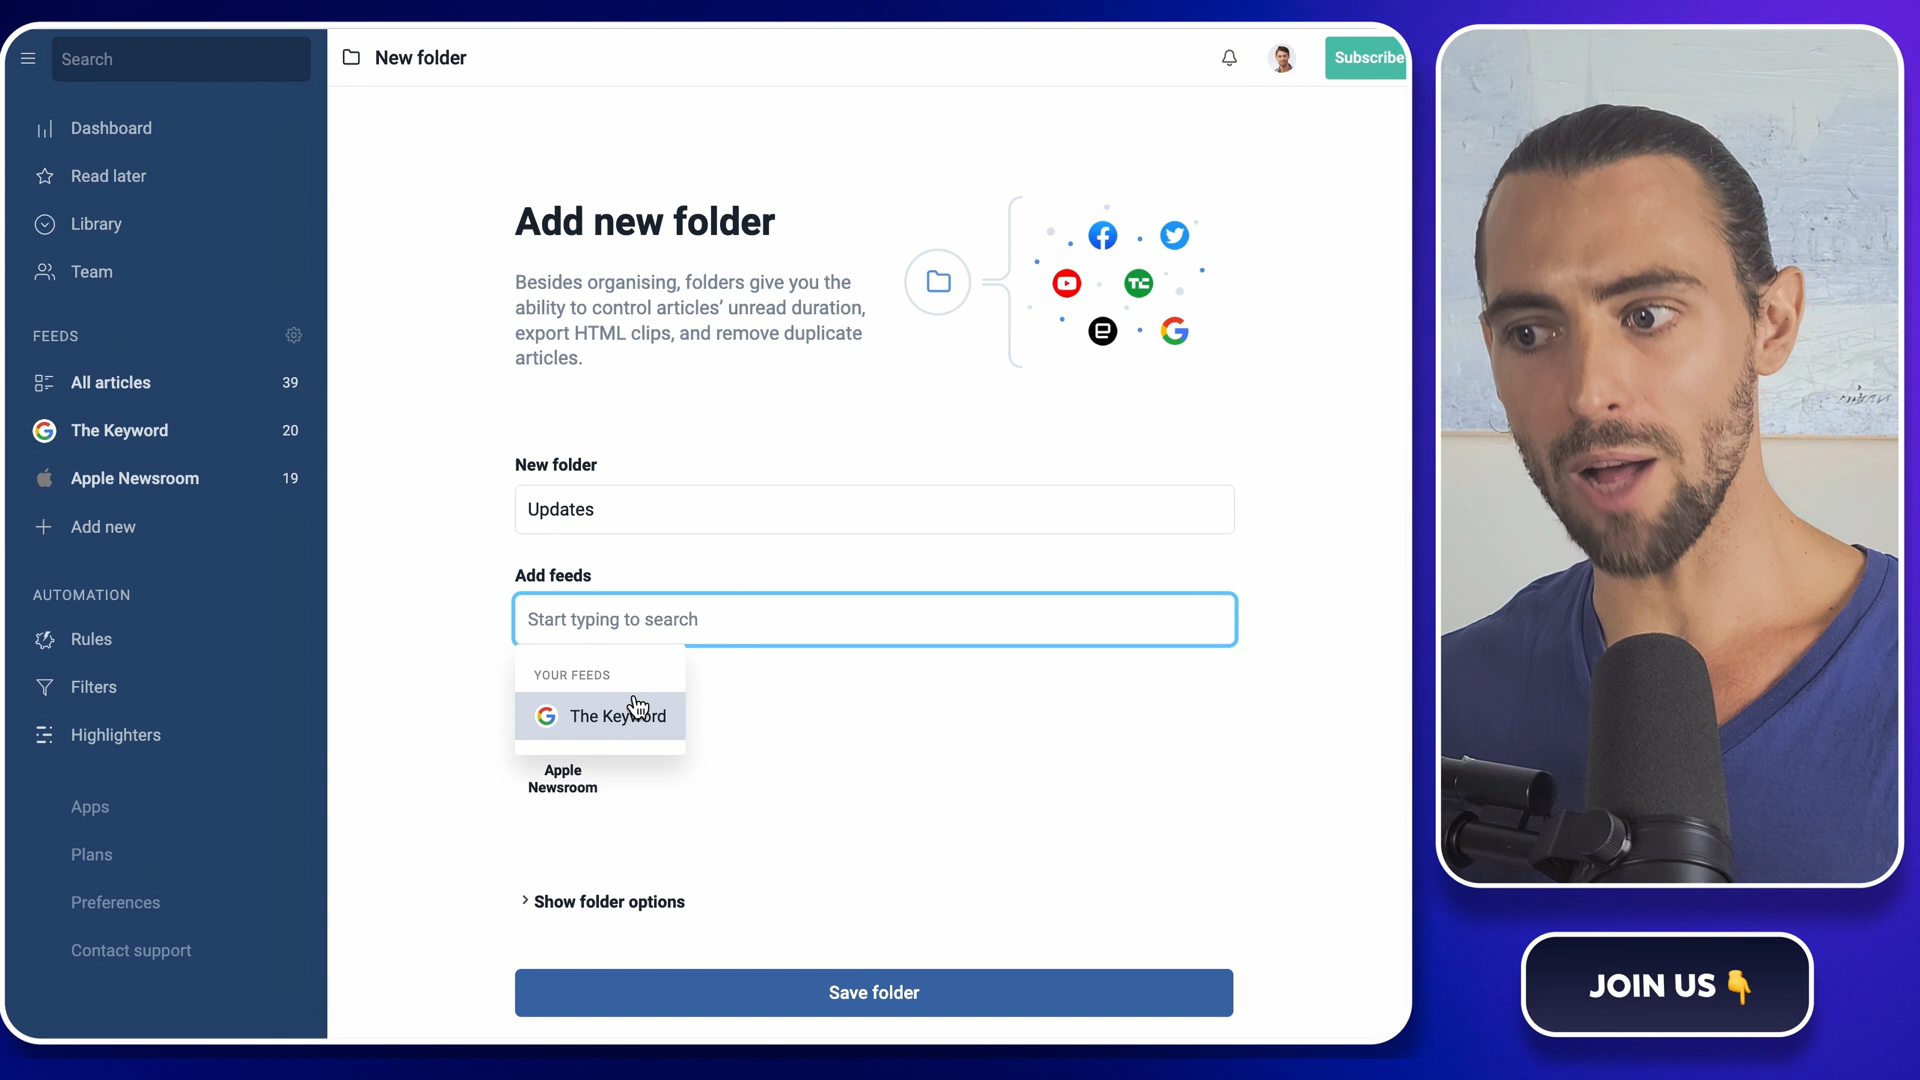 Search
Dashboard
Read later
Library
Team
FEEDS
All articles 39
The Keyword 20
Apple Newsroom 19
Add new
AUTOMATION
Rules
Filters
Highlighters
Apps
Plans
Preferences
Contact support
New folder
Subscribe
Add new folder
Besides organising, folders give you the
ability to control articles’ unread duration,
export HTML clips, and remove duplicate
articles.
TC
New folder
Updates
Add feeds
Start typing to search
YOUR FEEDS
The Keyword
Apple
Newsroom
Show folder options
Save folder
JOIN US 👇